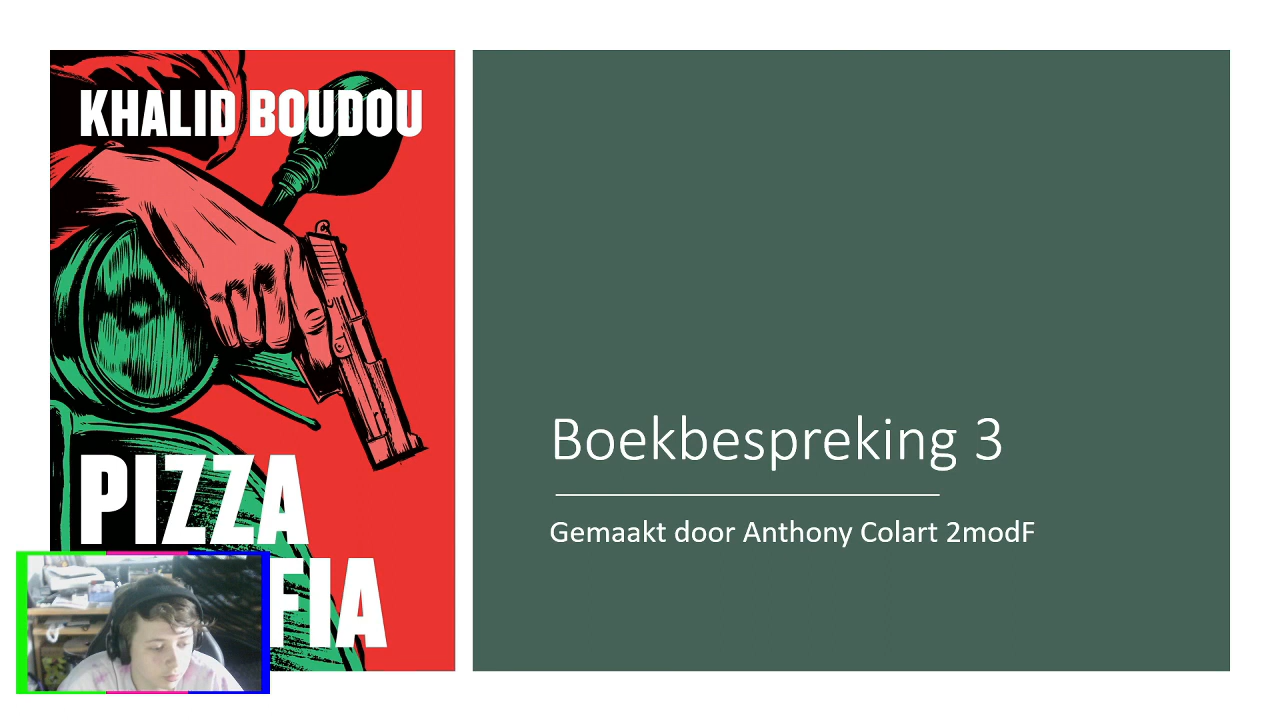 KHALID BOUDOU
PIZZA
FIA
Boekbespreking 3
Gemaakt door Anthony Colart 2modF